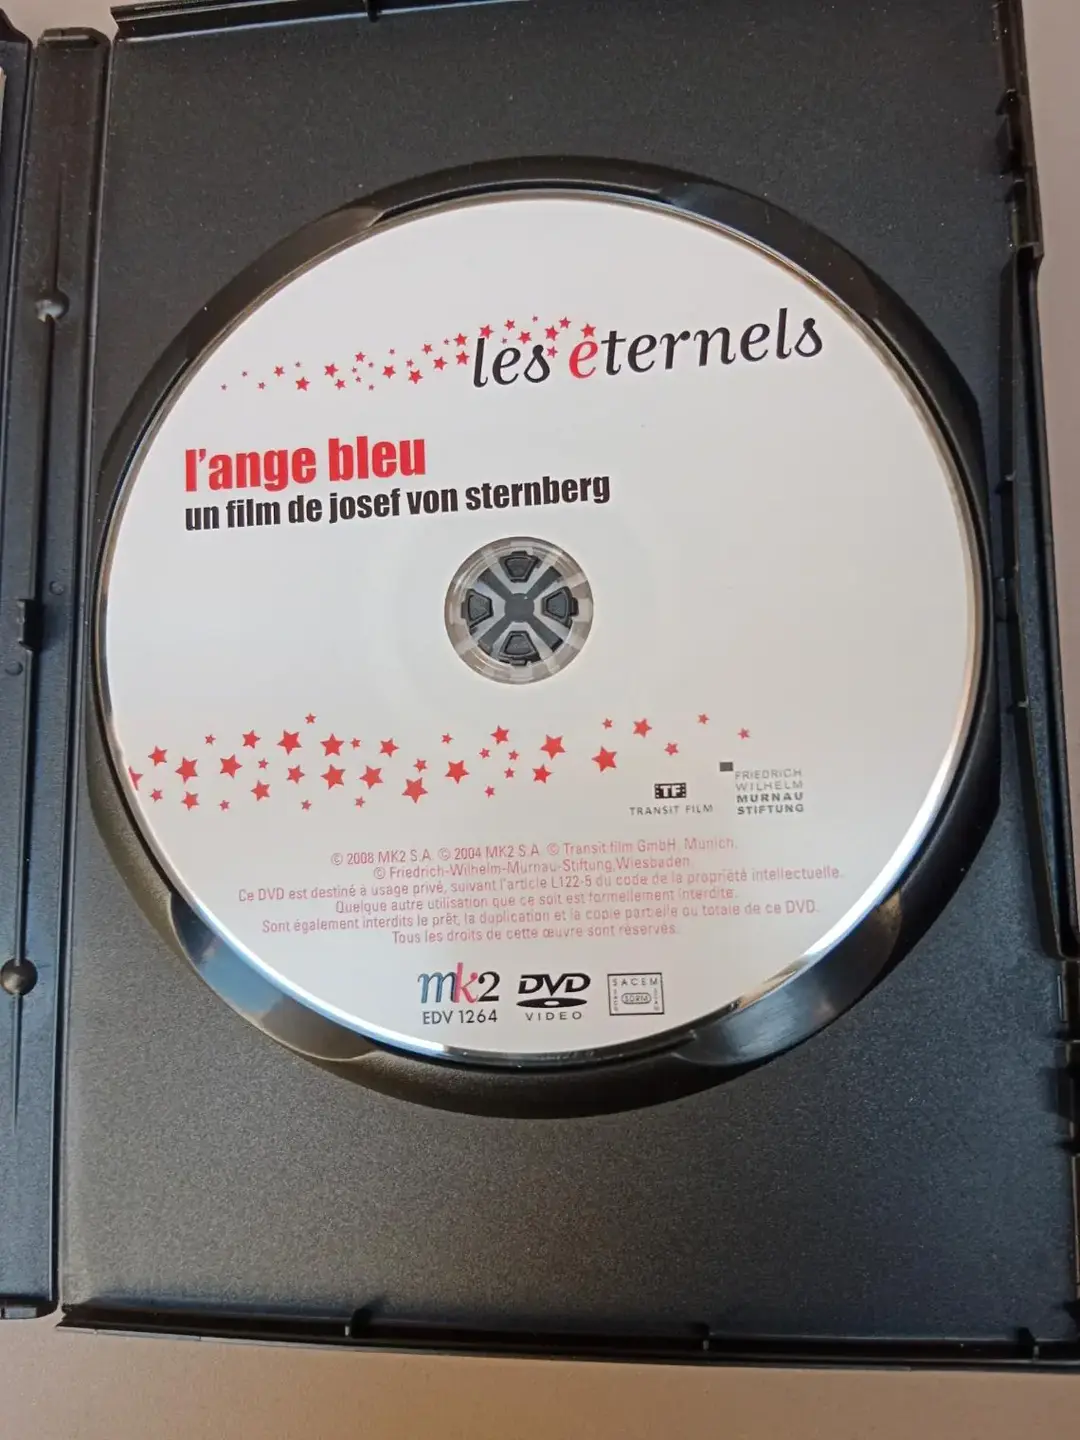 les éternels
l'ange bleu
un film de josef von sternberg
TF
TRANSIT FILM
FRIEDRICH
WILHELM
MURNAU
STIFTUNG
© 2008 MK2 S.A. © 2004 MK2 S.A. © Transit film GmbH, Munich.
© Friedrich-Wilhelm-Murnau-Stiftung, Wiesbaden.
Ce DVD est destiné à usage privé, suivant l'article L122-5 du code de la propriété intellectuelle.
Quelque autre utilisation que ce soit est formellement interdite.
Sont également interdits le prêt, la duplication et la copie partielle ou totale de ce DVD.
Tous les droits de cette œuvre sont réservés.
mk2
EDV 1264
DVD
VIDEO
SACEM
SDRM